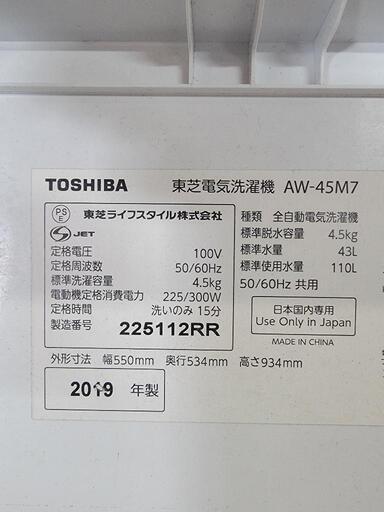 TOSHIBA 東芝電気洗濯機 AW-45M7
PS
E
東芝ライフスタイル株式会社
S JET
定格電圧 100V
定格周波数 50/60Hz
標準洗濯容量 4.5kg
電動機定格消費電力 225/300W
定格時間 洗いのみ 15分
製造番号 225112RR
種類 全自動電気洗濯機
標準脱水容量 4.5kg
標準水量 43L
標準使用水量 110L
50/60Hz 共用
日本国内専用
Use Only in Japan
MADE IN CHINA
外形寸法 幅550mm 奥行534mm 高さ934mm
2019 年製